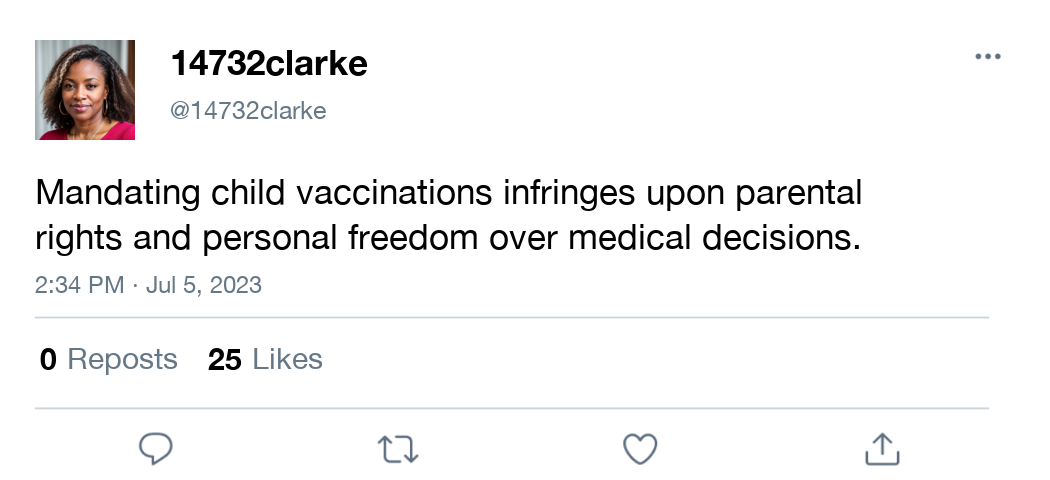 14732clarke
@14732clarke
Mandating child vaccinations infringes upon parental
rights and personal freedom over medical decisions.
2:34 PM · Jul 5, 2023
0 Reposts 25 Likes